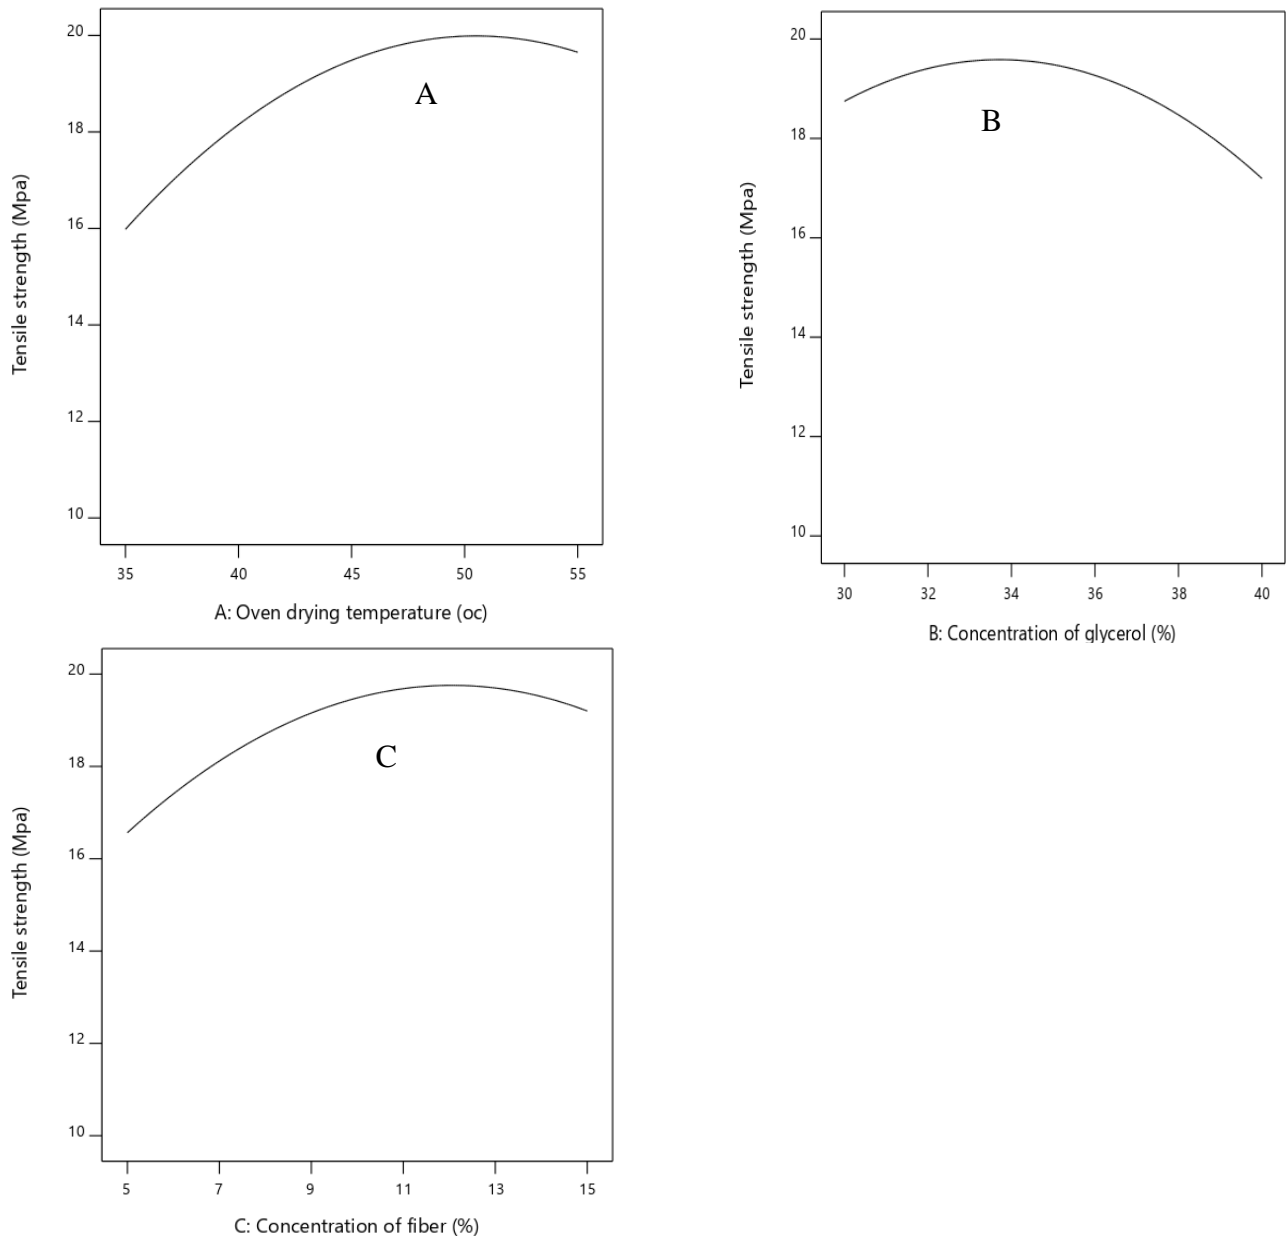 20
18
16
14
12
10
Tensile strength (Mpa)
A
35 40 45 50 55
A: Oven drying temperature (oc)
20
18
16
14
12
10
Tensile strength (Mpa)
B
30 32 34 36 38 40
B: Concentration of glycerol (%)
20
18
16
14
12
10
Tensile strength (Mpa)
C
5 7 9 11 13 15
C: Concentration of fiber (%)